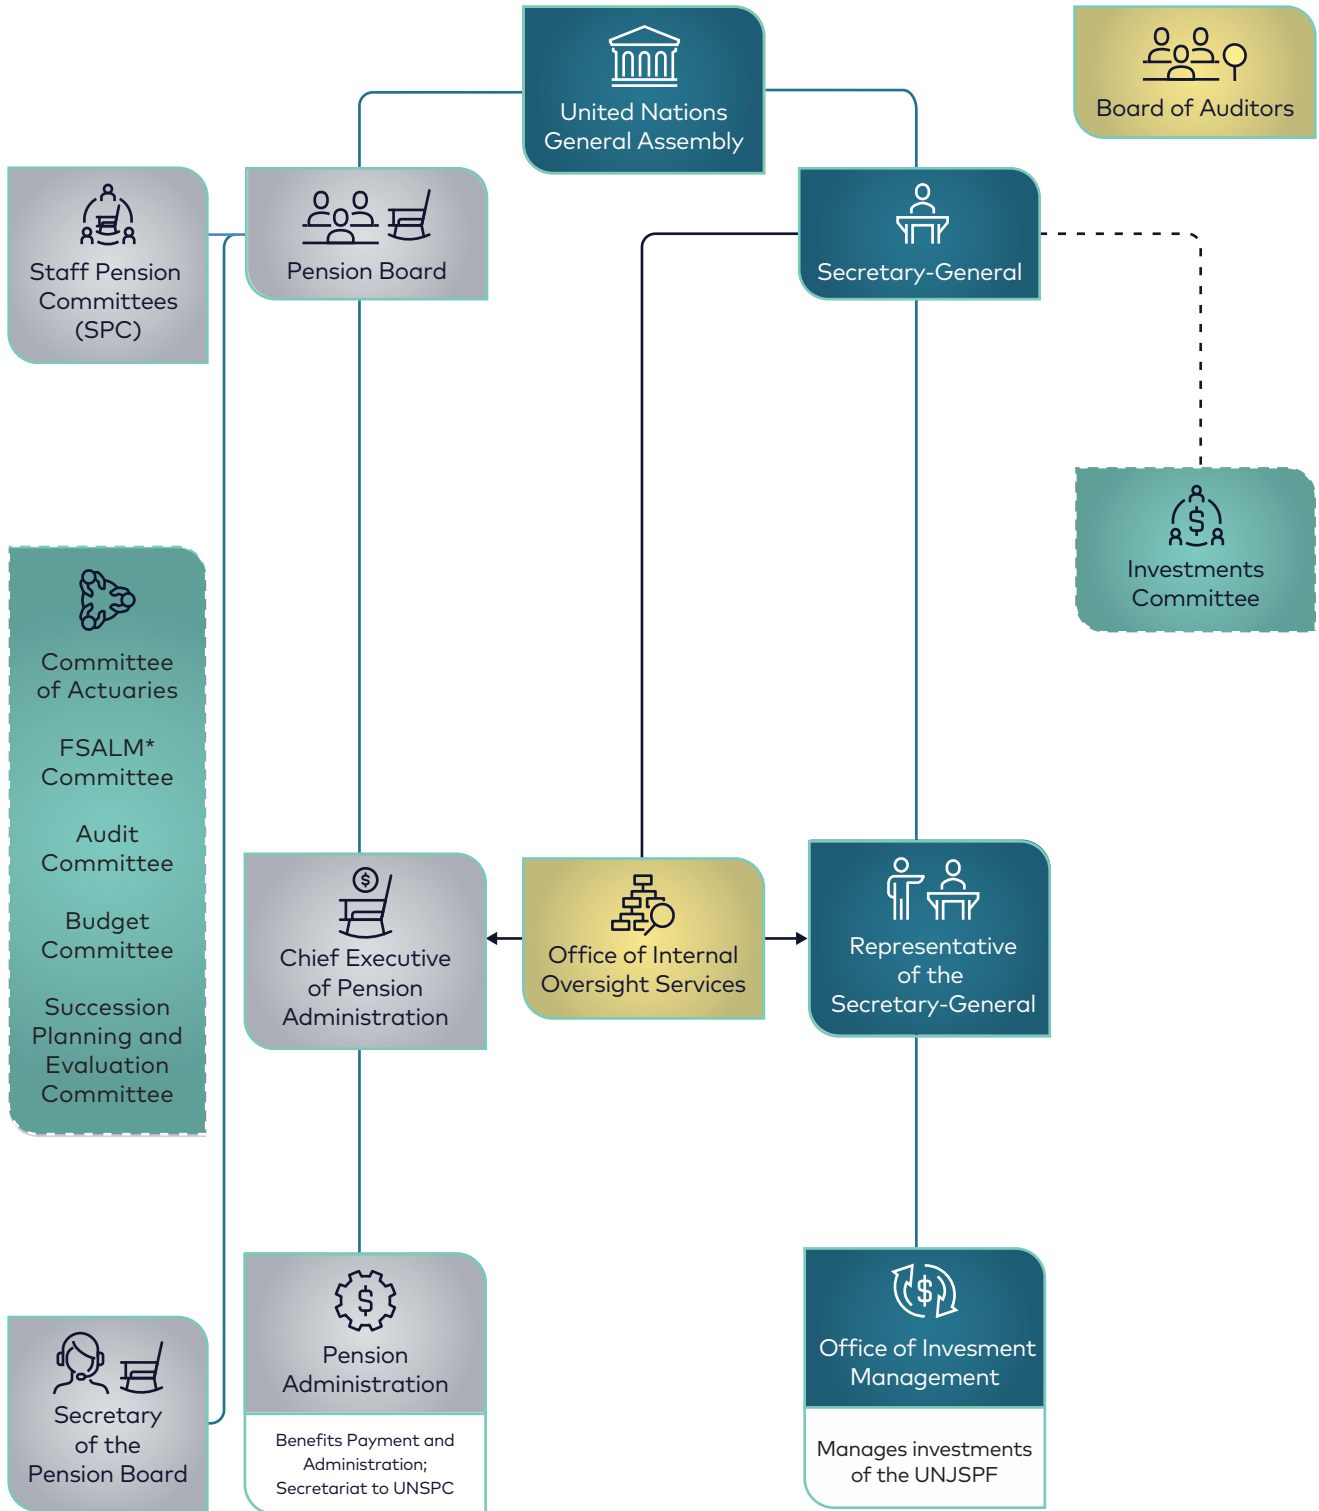 United Nations
General Assembly
Board of Auditors
Staff Pension
Committees
(SPC)
Pension Board
Secretary-General
Investments
Committee
Committee
of Actuaries
FSALM*
Committee
Audit
Committee
Budget
Committee
Succession
Planning and
Evaluation
Committee
Chief Executive
of Pension
Administration
Office of Internal
Oversight Services
Representative
of the
Secretary-General
Secretary
of the
Pension Board
Pension
Administration
Benefits Payment and
Administration;
Secretariat to UNSPC
Office of Invesment
Management
Manages investments
of the UNJSPF